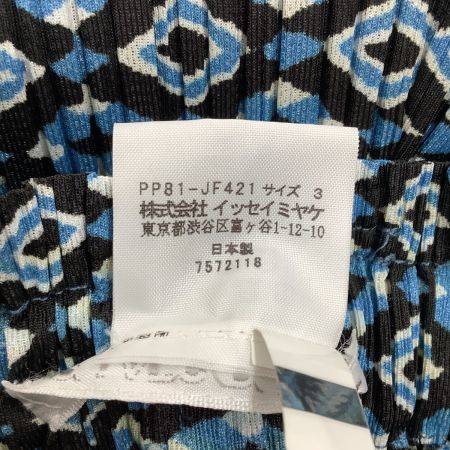 PP81-JF421 サイズ 3
株式会社 イッセイミヤケ
東京都渋谷区富ヶ谷1-12-10
日本製
7572118